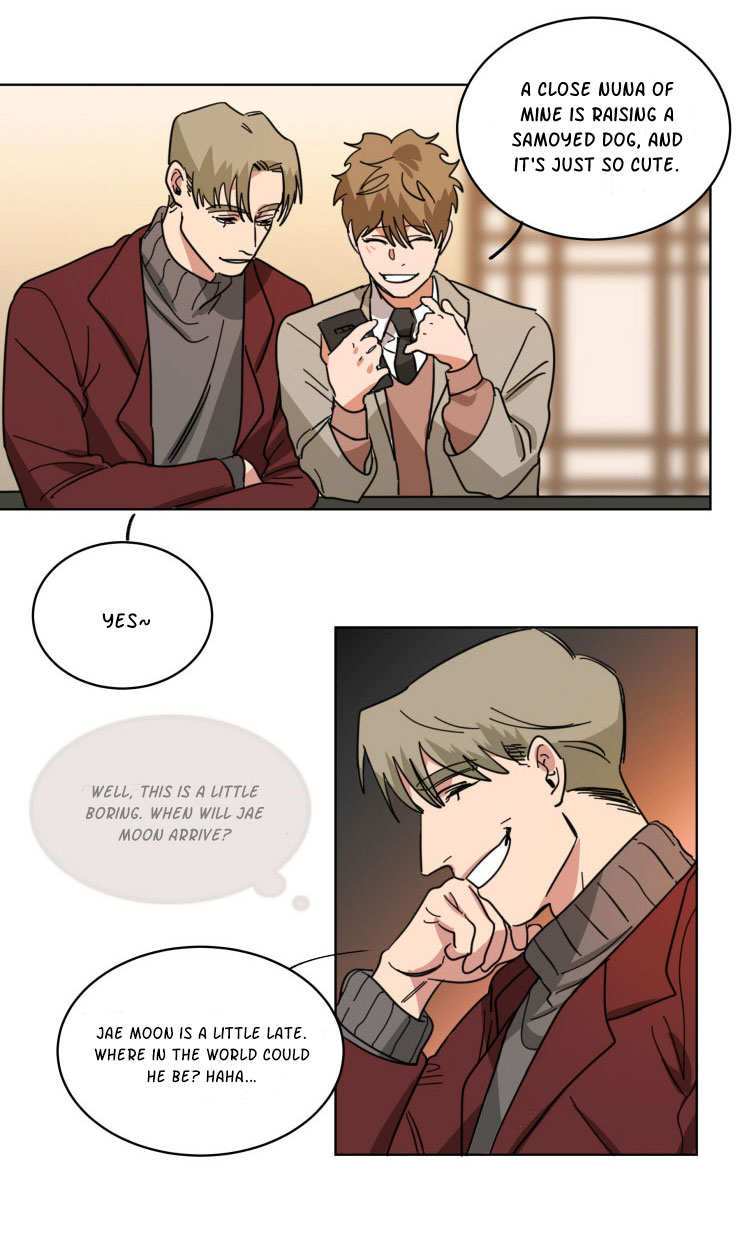 A CLOSE NUNA OF
MINE IS RAISING A
SAMOYED DOG, AND
IT'S JUST SO CUTE.
YES~
WELL, THIS IS A LITTLE
BORING. WHEN WILL JAE
MOON ARRIVE?
JAE MOON IS A LITTLE LATE.
WHERE IN THE WORLD COULD
HE BE? HAHA...